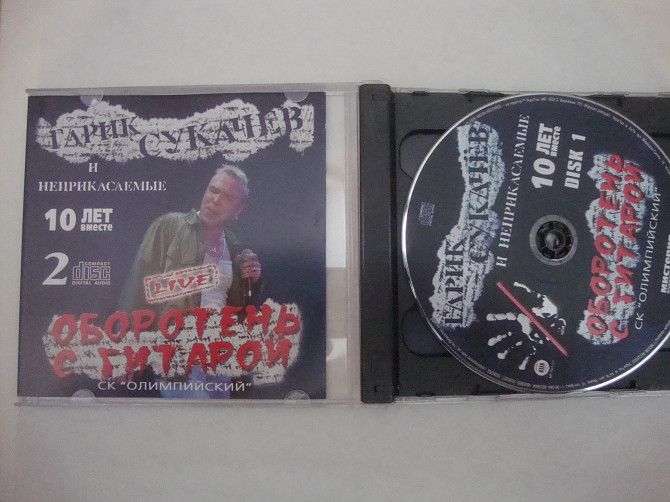 ГАРИК СУКАЧЕВ
И
НЕПРИКАСАЕМЫЕ
10 ЛЕТ
вместе
2 COMPACT
disc
DIGITAL AUDIO
LIVE
ОБОРОТЕНЬ
С ГИТАРОЙ
СК "ОЛИМПИЙСКИЙ"
ГАРИК
СУКАЧЕВ
И НЕПРИКАСАЕМЫЕ
10 ЛЕТ
вместе
DISK 1
ОБОРОТЕНЬ
С ГИТАРОЙ
СК "ОЛИМПИЙСКИЙ"